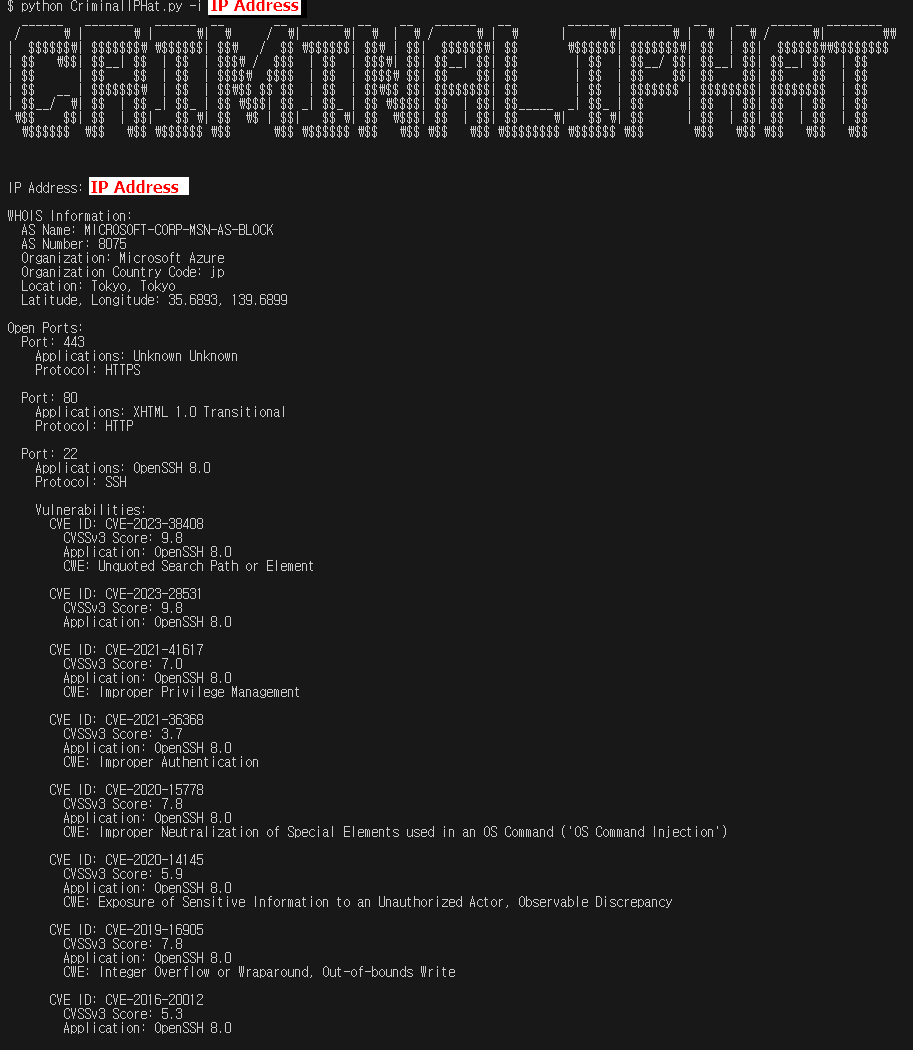 $ python CriminalIPHat.py -i IP Address
CRIMINALIPHAT
IP Address: IP Address
WHOIS Information:
AS Name: MICROSOFT-CORP-MSN-AS-BLOCK
AS Number: 8075
Organization: Microsoft Azure
Organization Country Code: jp
Location: Tokyo, Tokyo
Latitude, Longitude: 35.6893, 139.6899
Open Ports:
Port: 443
Applications: Unknown Unknown
Protocol: HTTPS
Port: 80
Applications: XHTML 1.0 Transitional
Protocol: HTTP
Port: 22
Applications: OpenSSH 8.0
Protocol: SSH
Vulnerabilities:
CVE ID: CVE-2023-38408
CVSSv3 Score: 9.8
Application: OpenSSH 8.0
CWE: Unquoted Search Path or Element
CVE ID: CVE-2023-28531
CVSSv3 Score: 9.8
Application: OpenSSH 8.0
CVE ID: CVE-2021-41617
CVSSv3 Score: 7.0
Application: OpenSSH 8.0
CWE: Improper Privilege Management
CVE ID: CVE-2021-36368
CVSSv3 Score: 3.7
Application: OpenSSH 8.0
CWE: Improper Authentication
CVE ID: CVE-2020-15778
CVSSv3 Score: 7.8
Application: OpenSSH 8.0
CWE: Improper Neutralization of Special Elements used in an OS Command ('OS Command Injection')
CVE ID: CVE-2020-14145
CVSSv3 Score: 5.9
Application: OpenSSH 8.0
CWE: Exposure of Sensitive Information to an Unauthorized Actor, Observable Discrepancy
CVE ID: CVE-2019-16905
CVSSv3 Score: 7.8
Application: OpenSSH 8.0
CWE: Integer Overflow or Wraparound, Out-of-bounds Write
CVE ID: CVE-2016-20012
CVSSv3 Score: 5.3
Application: OpenSSH 8.0